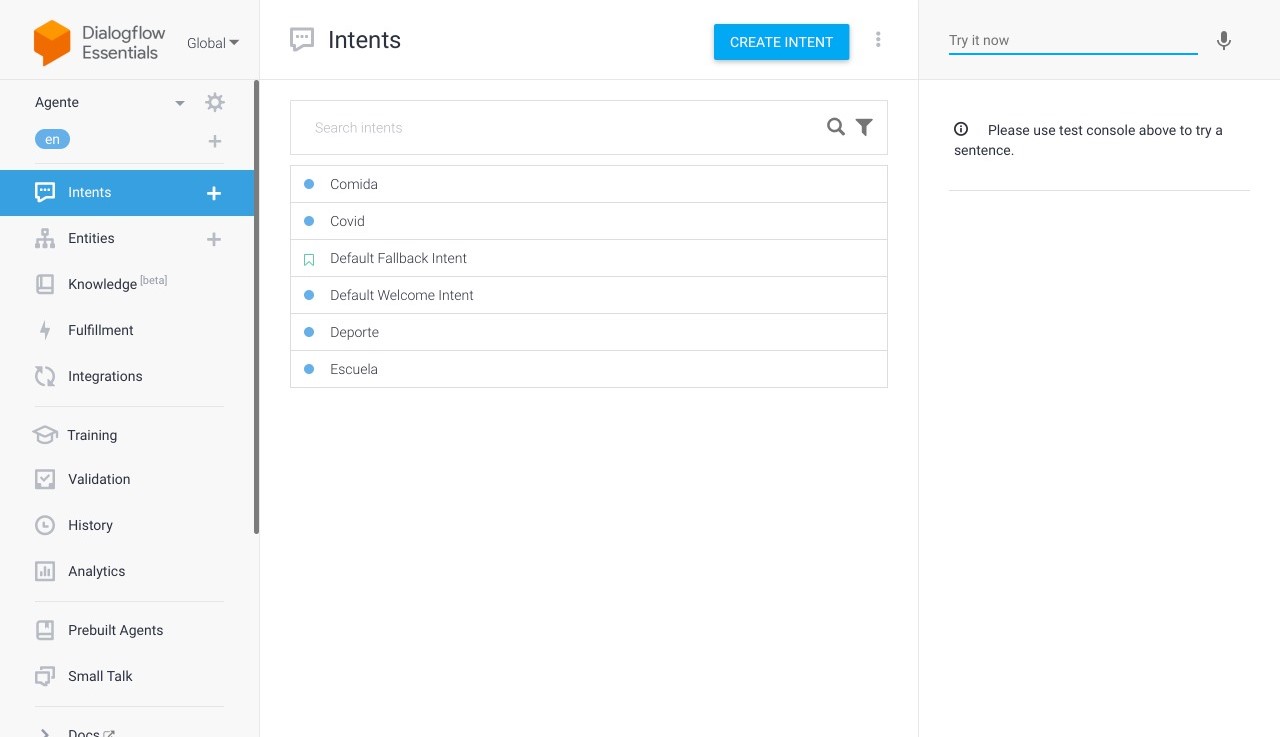 Dialogflow
Essentials
Global
Agente
en
Intents
Entities
Knowledge [beta]
Fulfillment
Integrations
Training
Validation
History
Analytics
Prebuilt Agents
Small Talk
Docs
Intents
CREATE INTENT
Search intents
Comida
Covid
Default Fallback Intent
Default Welcome Intent
Deporte
Escuela
Try it now
Please use test console above to try a
sentence.